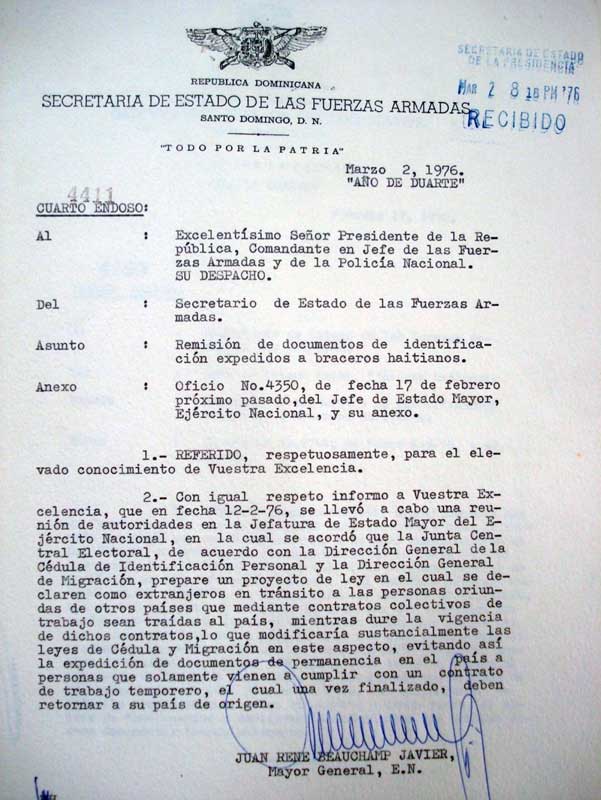 REPUBLICA DOMINICANA
SECRETARIA DE ESTADO DE LAS FUERZAS ARMADAS
SANTO DOMINGO, D. N.
"TODO POR LA PATRIA"
SECRETARIA DE ESTADO
DE LA PRESIDENCIA
MAR 2 8 18 PM '76
RECIBIDO
Marzo 2, 1976.
"AÑO DE DUARTE"
4411
CUARTO ENDOSO:
Al : Excelentísimo Señor Presidente de la Re-
pública, Comandante en Jefe de las Fuer-
zas Armadas y de la Policía Nacional.
SU DESPACHO.
Del : Secretario de Estado de las Fuerzas Ar-
madas.
Asunto : Remisión de documentos de identifica-
ción expedidos a braceros haitianos.
Anexo : Oficio No.4350, de fecha 17 de febrero
próximo pasado,del Jefe de Estado Mayor,
Ejército Nacional, y su anexo.
1.- REFERIDO, respetuosamente, para el ele-
vado conocimiento de Vuestra Excelencia.
2.- Con igual respeto informo a Vuestra Ex-
celencia, que en fecha 12-2-76, se llevó a cabo una reu-
nión de autoridades en la Jefatura de Estado Mayor del E-
jército Nacional, en la cual se acordó que la Junta Cen-
tral Electoral, de acuerdo con la Dirección General de la
Cédula de Identificación Personal y la Dirección General
de Migración, prepare un proyecto de ley en el cual se de-
claren como extranjeros en tránsito a las personas oriun-
das de otros países que mediante contratos colectivos de
trabajo sean traídas al país, mientras dure la vigencia
de dichos contratos,lo que modificaría sustancialmente las
leyes de Cédula y Migración en este aspecto, evitando así
la expedición de documentos de permanencia en el país a
personas que solamente vienen a cumplir con un contrato
de trabajo temporero, el cual una vez finalizado, deben
retornar a su país de origen.
JUAN RENE BEAUCHAMP JAVIER,
Mayor General, E.N.